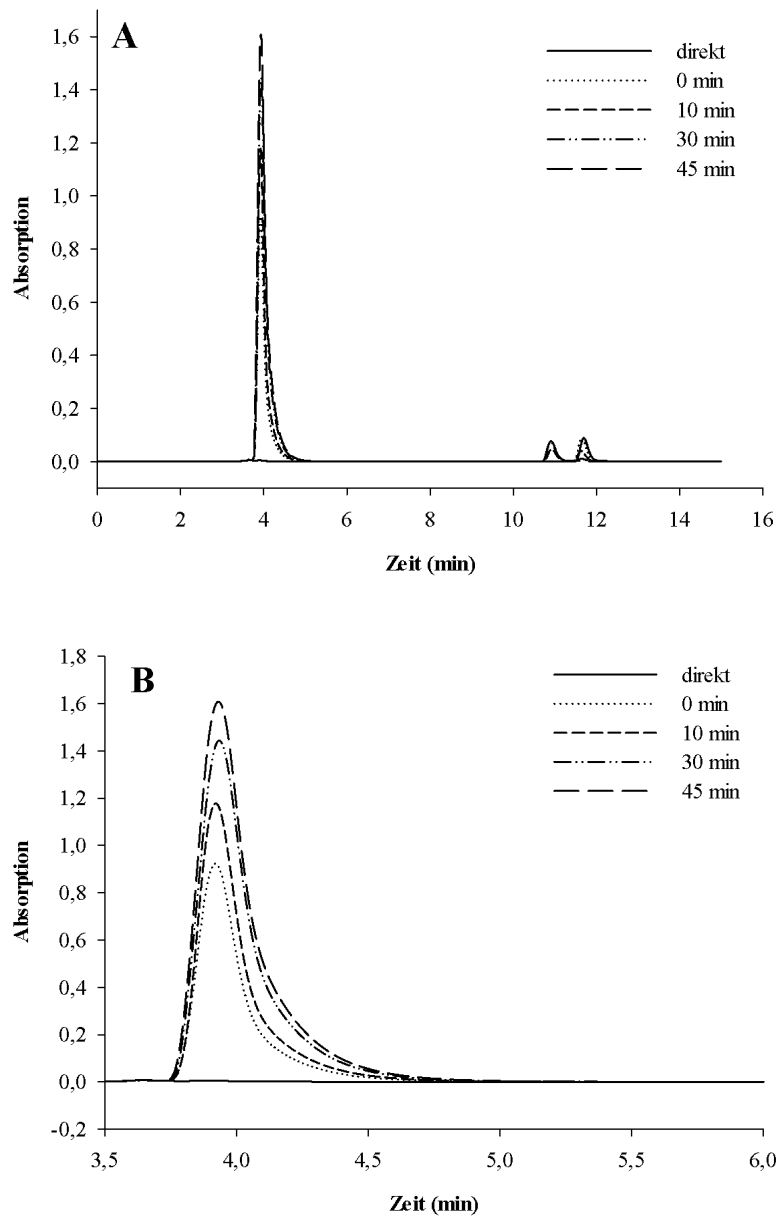 A
1,6
1,4
1,2
1,0
0,8
0,6
0,4
0,2
0,0
Absorption
direkt
0 min
10 min
30 min
45 min
0 2 4 6 8 10 12 14 16
Zeit (min)
B
1,8
1,6
1,4
1,2
1,0
0,8
0,6
0,4
0,2
0,0
-0,2
Absorption
direkt
0 min
10 min
30 min
45 min
3,5 4,0 4,5 5,0 5,5 6,0
Zeit (min)